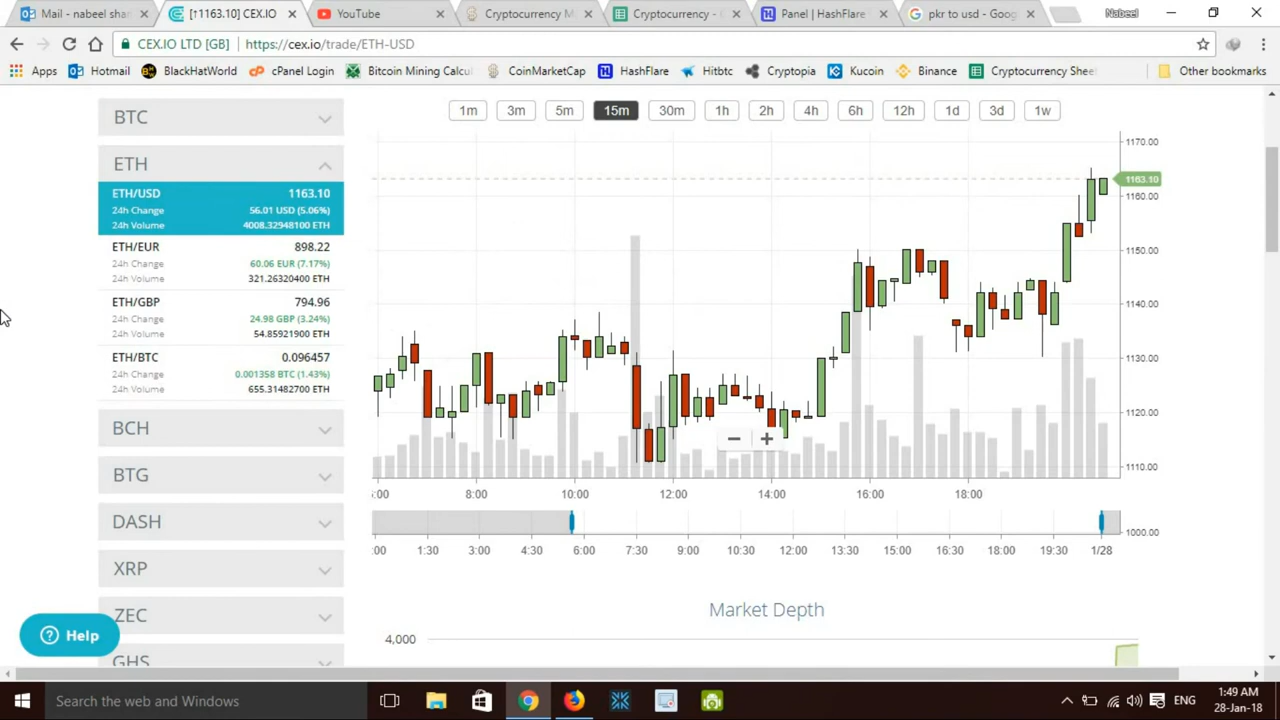 Mail - nabeel shar
[↑1163.10] CEX.IO
YouTube
Cryptocurrency M
Cryptocurrency -
Panel | HashFlare
pkr to usd - Goog
Nabeel
CEX.IO LTD [GB]
https://cex.io/trade/ETH-USD
Apps
Hotmail
BlackHatWorld
cPanel Login
Bitcoin Mining Calcu
CoinMarketCap
HashFlare
Hitbtc
Cryptopia
Kucoin
Binance
Cryptocurrency Shee
Other bookmarks
BTC
ETH
ETH/USD 1163.10
24h Change 56.01 USD (5.06%)
24h Volume 4008.32948100 ETH
ETH/EUR 898.22
24h Change 60.06 EUR (7.17%)
24h Volume 321.26320400 ETH
ETH/GBP 794.96
24h Change 24.98 GBP (3.24%)
24h Volume 54.85921900 ETH
ETH/BTC 0.096457
24h Change 0.001358 BTC (1.43%)
24h Volume 655.31482700 ETH
BCH
BTG
DASH
XRP
ZEC
GHS
Help
1m 3m 5m 15m 30m 1h 2h 4h 6h 12h 1d 3d 1w
1170.00
1163.10
1160.00
1150.00
1140.00
1130.00
1120.00
1110.00
:00 8:00 10:00 12:00 14:00 16:00 18:00
1000.00
:00 1:30 3:00 4:30 6:00 7:30 9:00 10:30 12:00 13:30 15:00 16:30 18:00 19:30 1/28
Market Depth
4,000
Search the web and Windows
ENG
1:49 AM
28-Jan-18